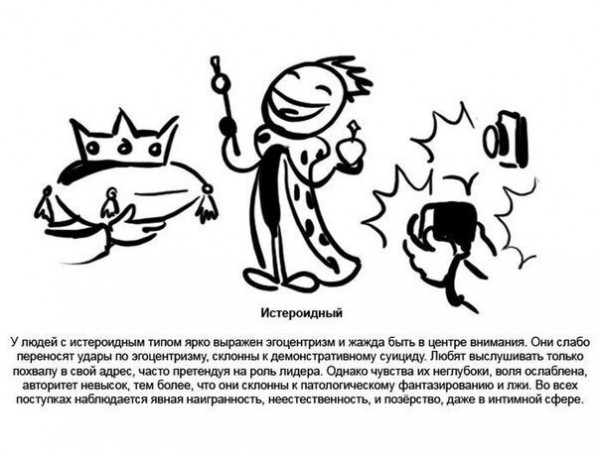 Истероидный
У людей с истероидным типом ярко выражен эгоцентризм и жажда быть в центре внимания. Они слабо
переносят удары по эгоцентризму, склонны к демонстративному суициду. Любят выслушивать только
похвалу в свой адрес, часто претендуя на роль лидера. Однако чувства их неглубоки, воля ослаблена,
авторитет невысок, тем более, что они склонны к патологическому фантазированию и лжи. Во всех
поступках наблюдается явная наигранность, неестественность, и позёрство, даже в интимной сфере.